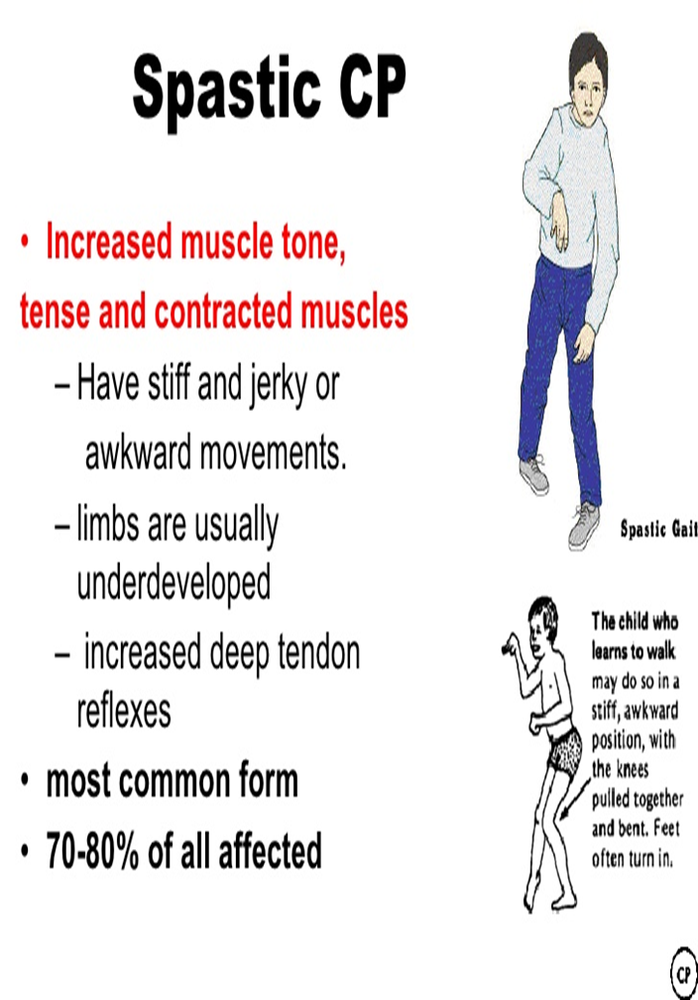 Spastic CP
• Increased muscle tone,
tense and contracted muscles
– Have stiff and jerky or
awkward movements.
– limbs are usually
underdeveloped
– increased deep tendon
reflexes
• most common form
• 70-80% of all affected
Spastic Gait
The child who
learns to walk
may do so in a
stiff, awkward
position, with
the knees
pulled together
and bent. Feet
often turn in.
CP